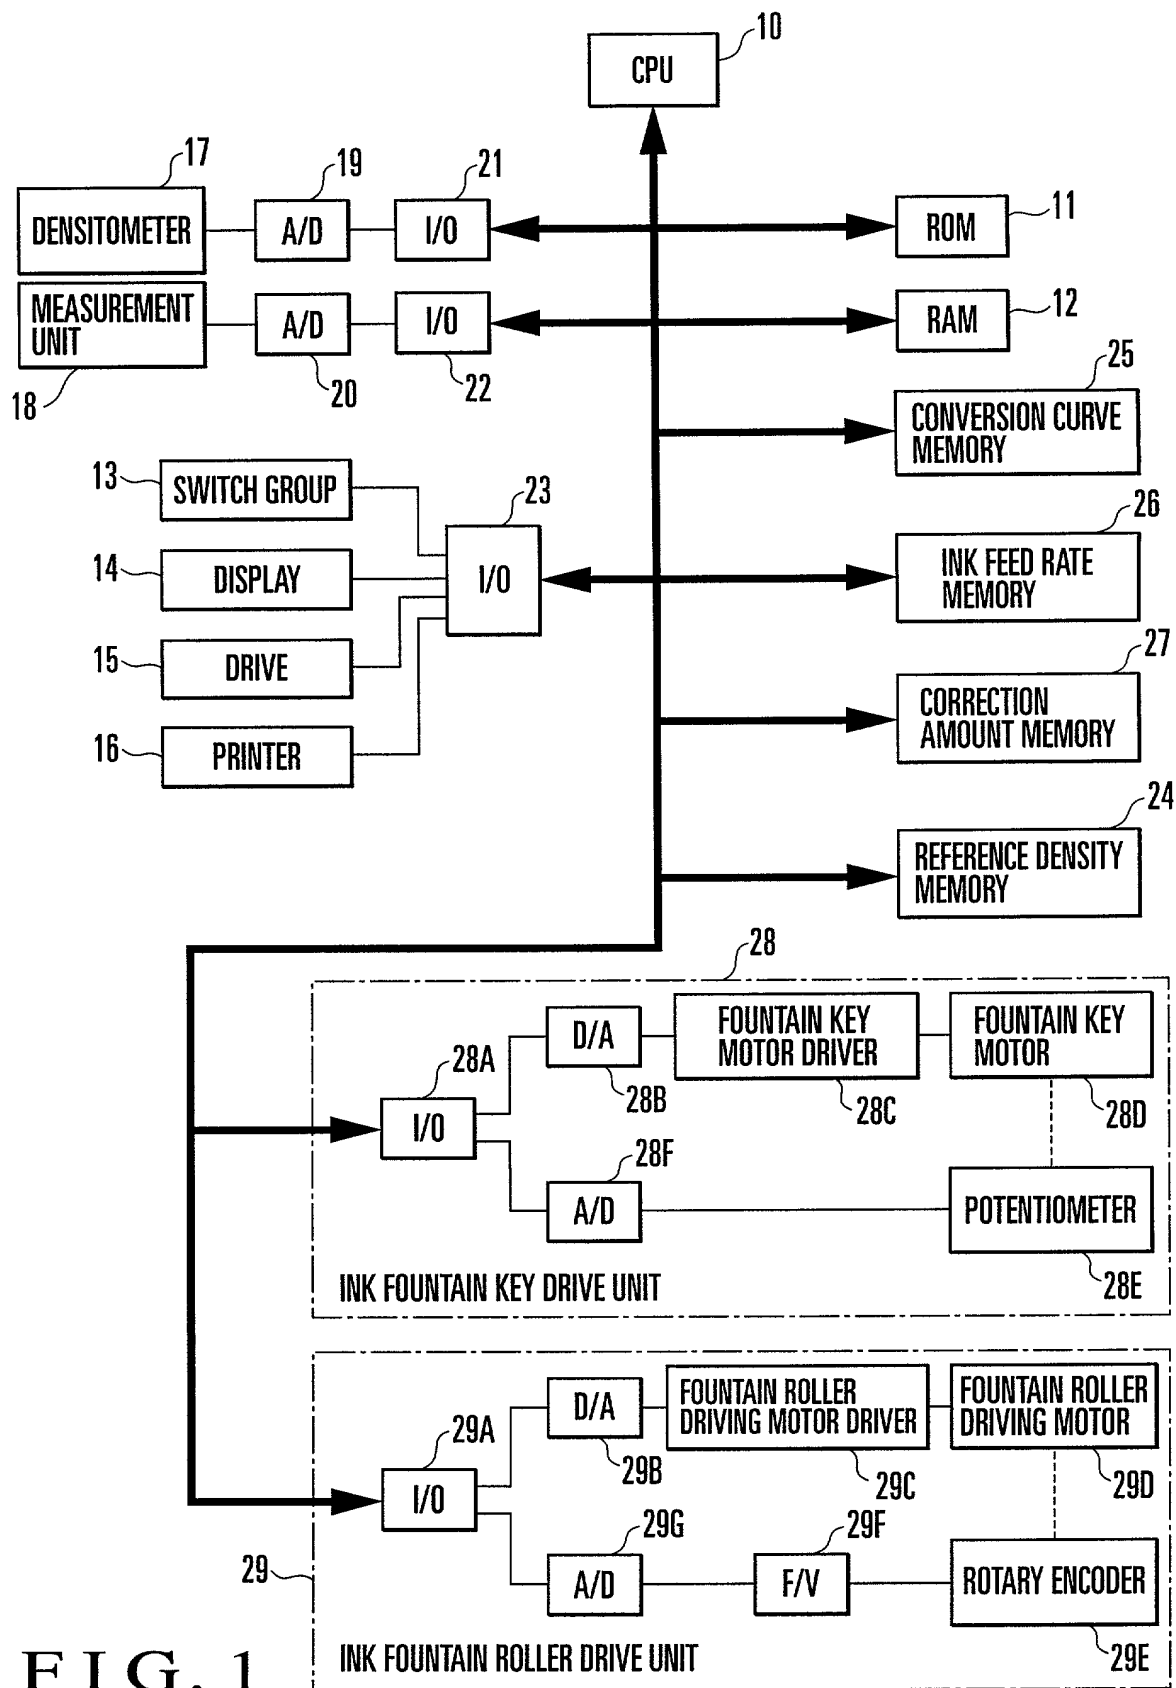 10
CPU
17
19
21
DENSITOMETER
A/D
I/O
ROM
11
MEASUREMENT
UNIT
A/D
I/O
RAM
12
18
20
22
25
CONVERSION CURVE
MEMORY
13
SWITCH GROUP
23
26
14
DISPLAY
I/O
INK FEED RATE
MEMORY
15
DRIVE
27
CORRECTION
AMOUNT MEMORY
16
PRINTER
24
REFERENCE DENSITY
MEMORY
28
28A
I/O
D/A
28B
FOUNTAIN KEY
MOTOR DRIVER
28C
FOUNTAIN KEY
MOTOR
28D
28F
A/D
POTENTIOMETER
28E
INK FOUNTAIN KEY DRIVE UNIT
29A
I/O
D/A
29B
FOUNTAIN ROLLER
DRIVING MOTOR DRIVER
29C
FOUNTAIN ROLLER
DRIVING MOTOR
29D
29G
A/D
29F
F/V
ROTARY ENCODER
29E
29
INK FOUNTAIN ROLLER DRIVE UNIT
FIG. 1